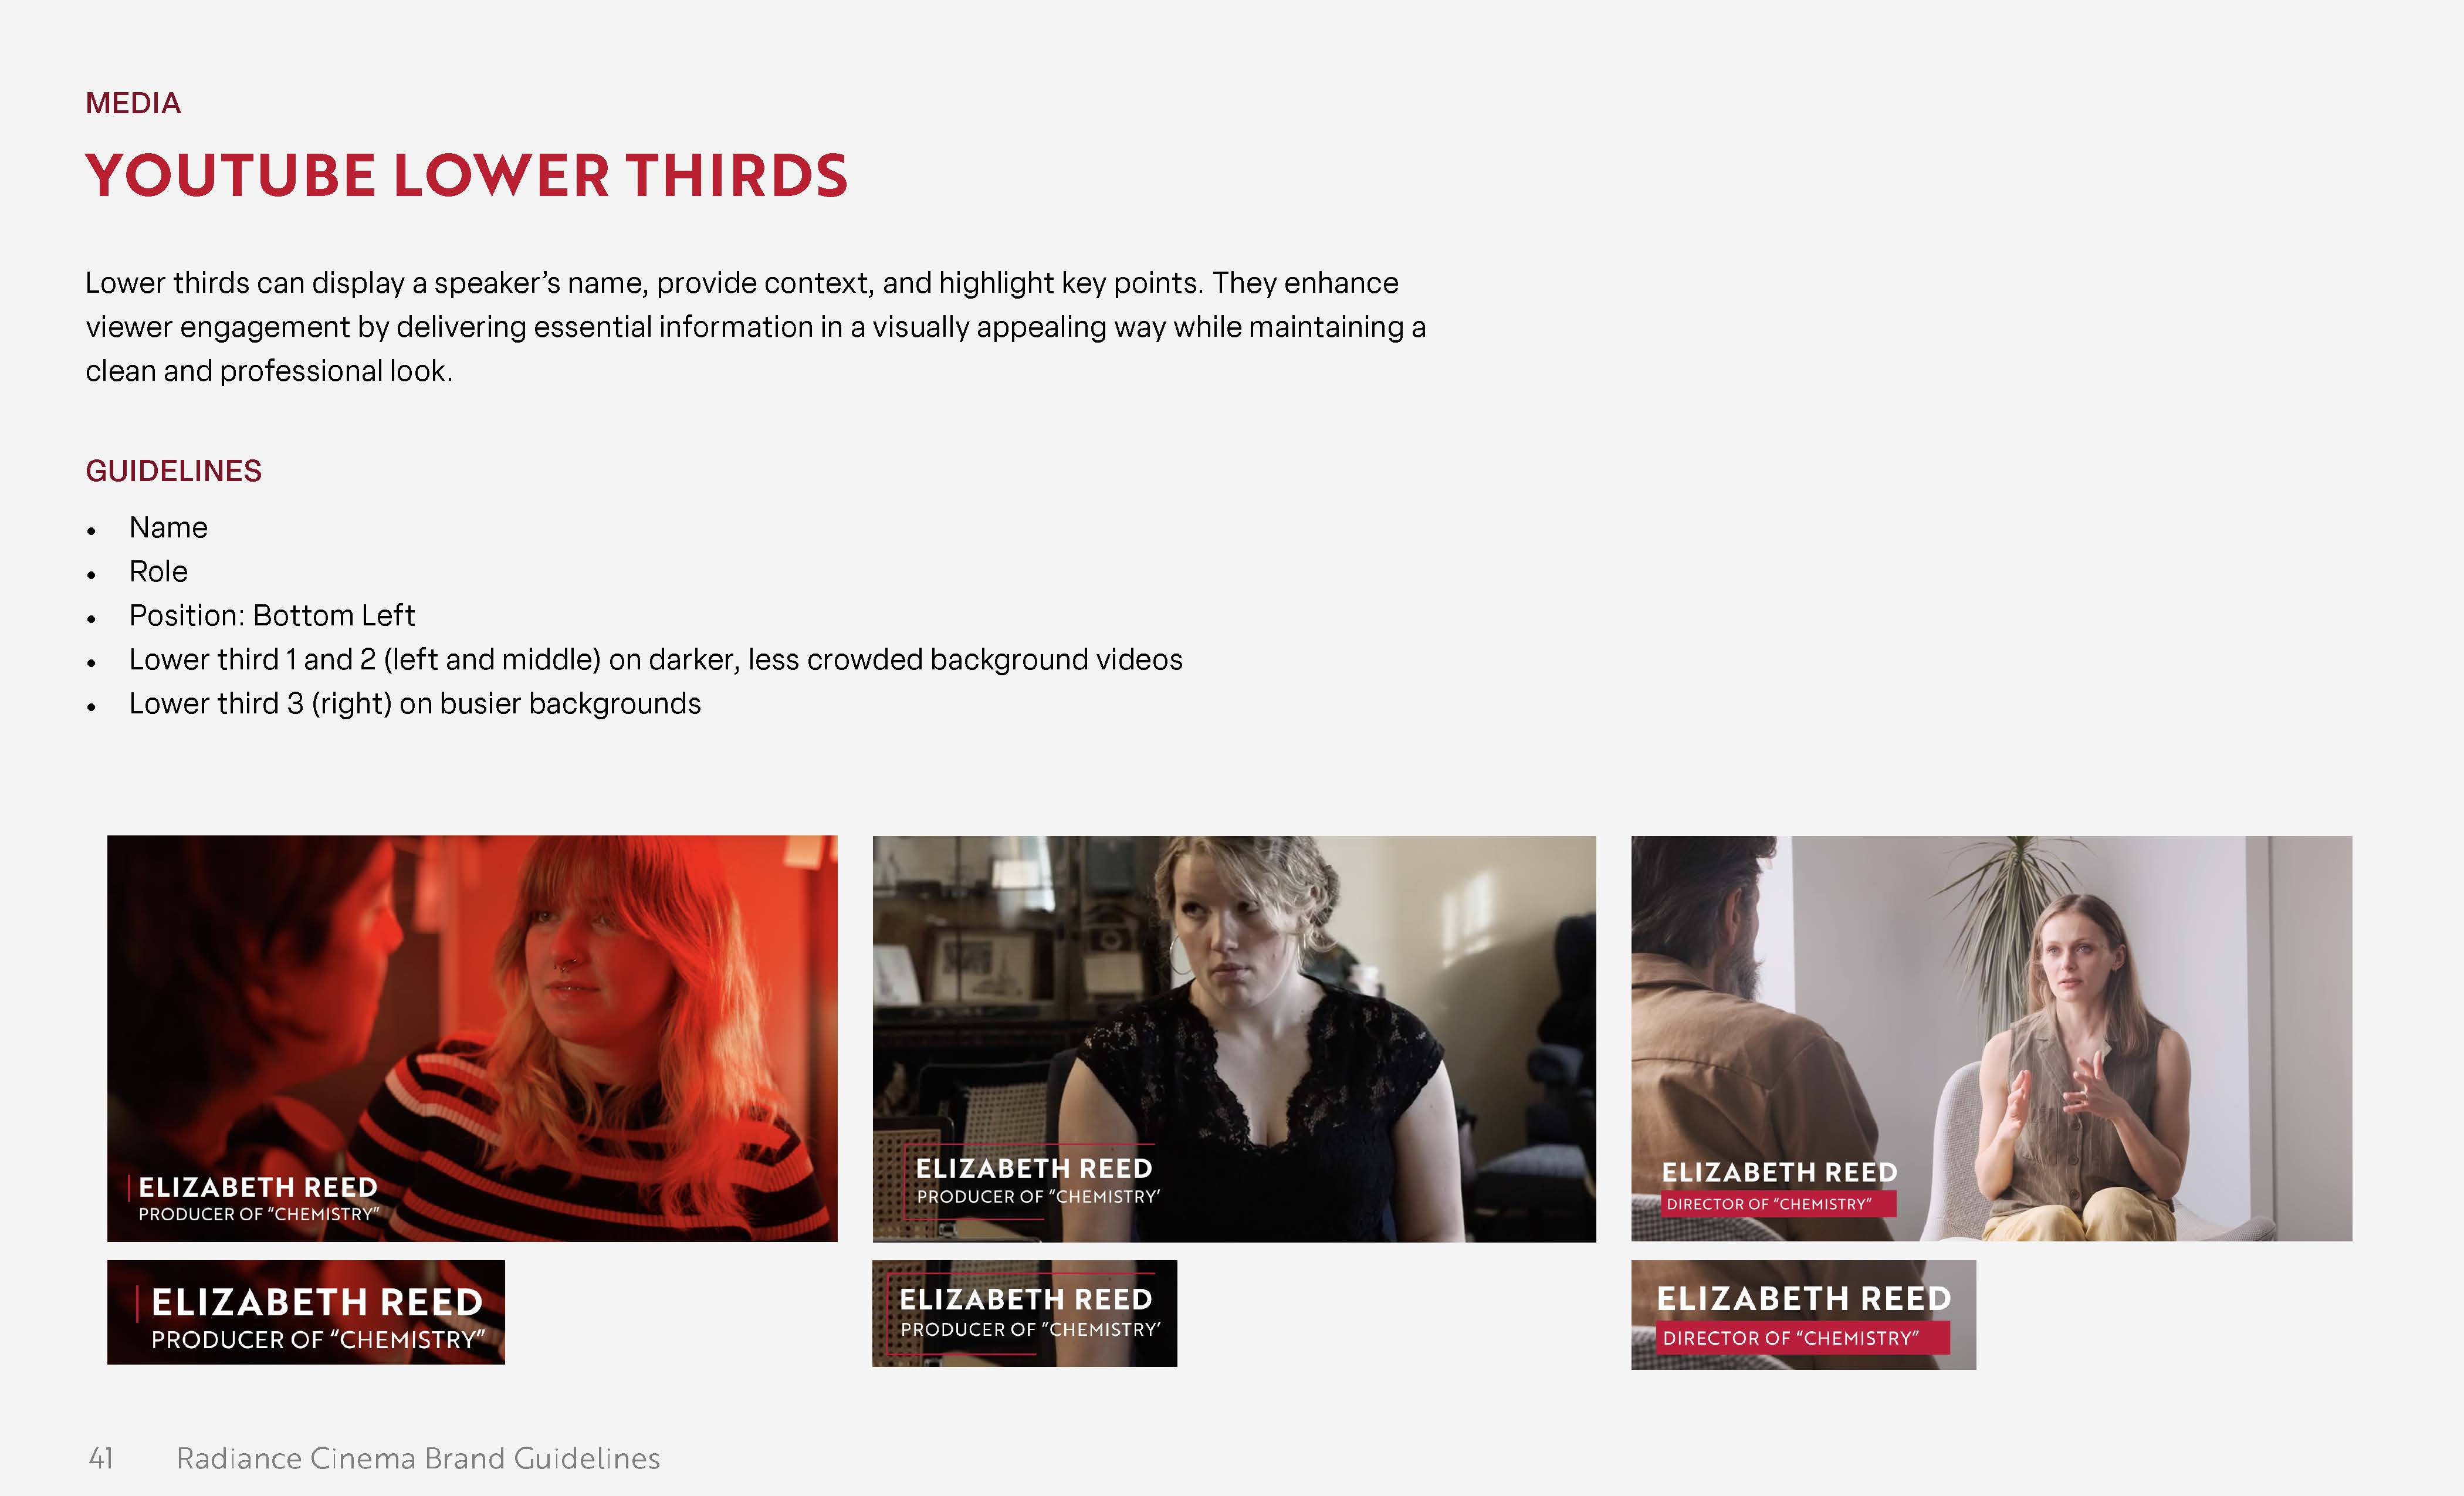 MEDIA
YOUTUBE LOWER THIRDS
Lower thirds can display a speaker’s name, provide context, and highlight key points. They enhance
viewer engagement by delivering essential information in a visually appealing way while maintaining a
clean and professional look.
GUIDELINES
• Name
• Role
• Position: Bottom Left
• Lower third 1 and 2 (left and middle) on darker, less crowded background videos
• Lower third 3 (right) on busier backgrounds
ELIZABETH REED
PRODUCER OF “CHEMISTRY”
ELIZABETH REED
PRODUCER OF “CHEMISTRY’
ELIZABETH REED
DIRECTOR OF “CHEMISTRY”
ELIZABETH REED
PRODUCER OF “CHEMISTRY”
ELIZABETH REED
PRODUCER OF “CHEMISTRY’
ELIZABETH REED
DIRECTOR OF “CHEMISTRY”
41 Radiance Cinema Brand Guidelines